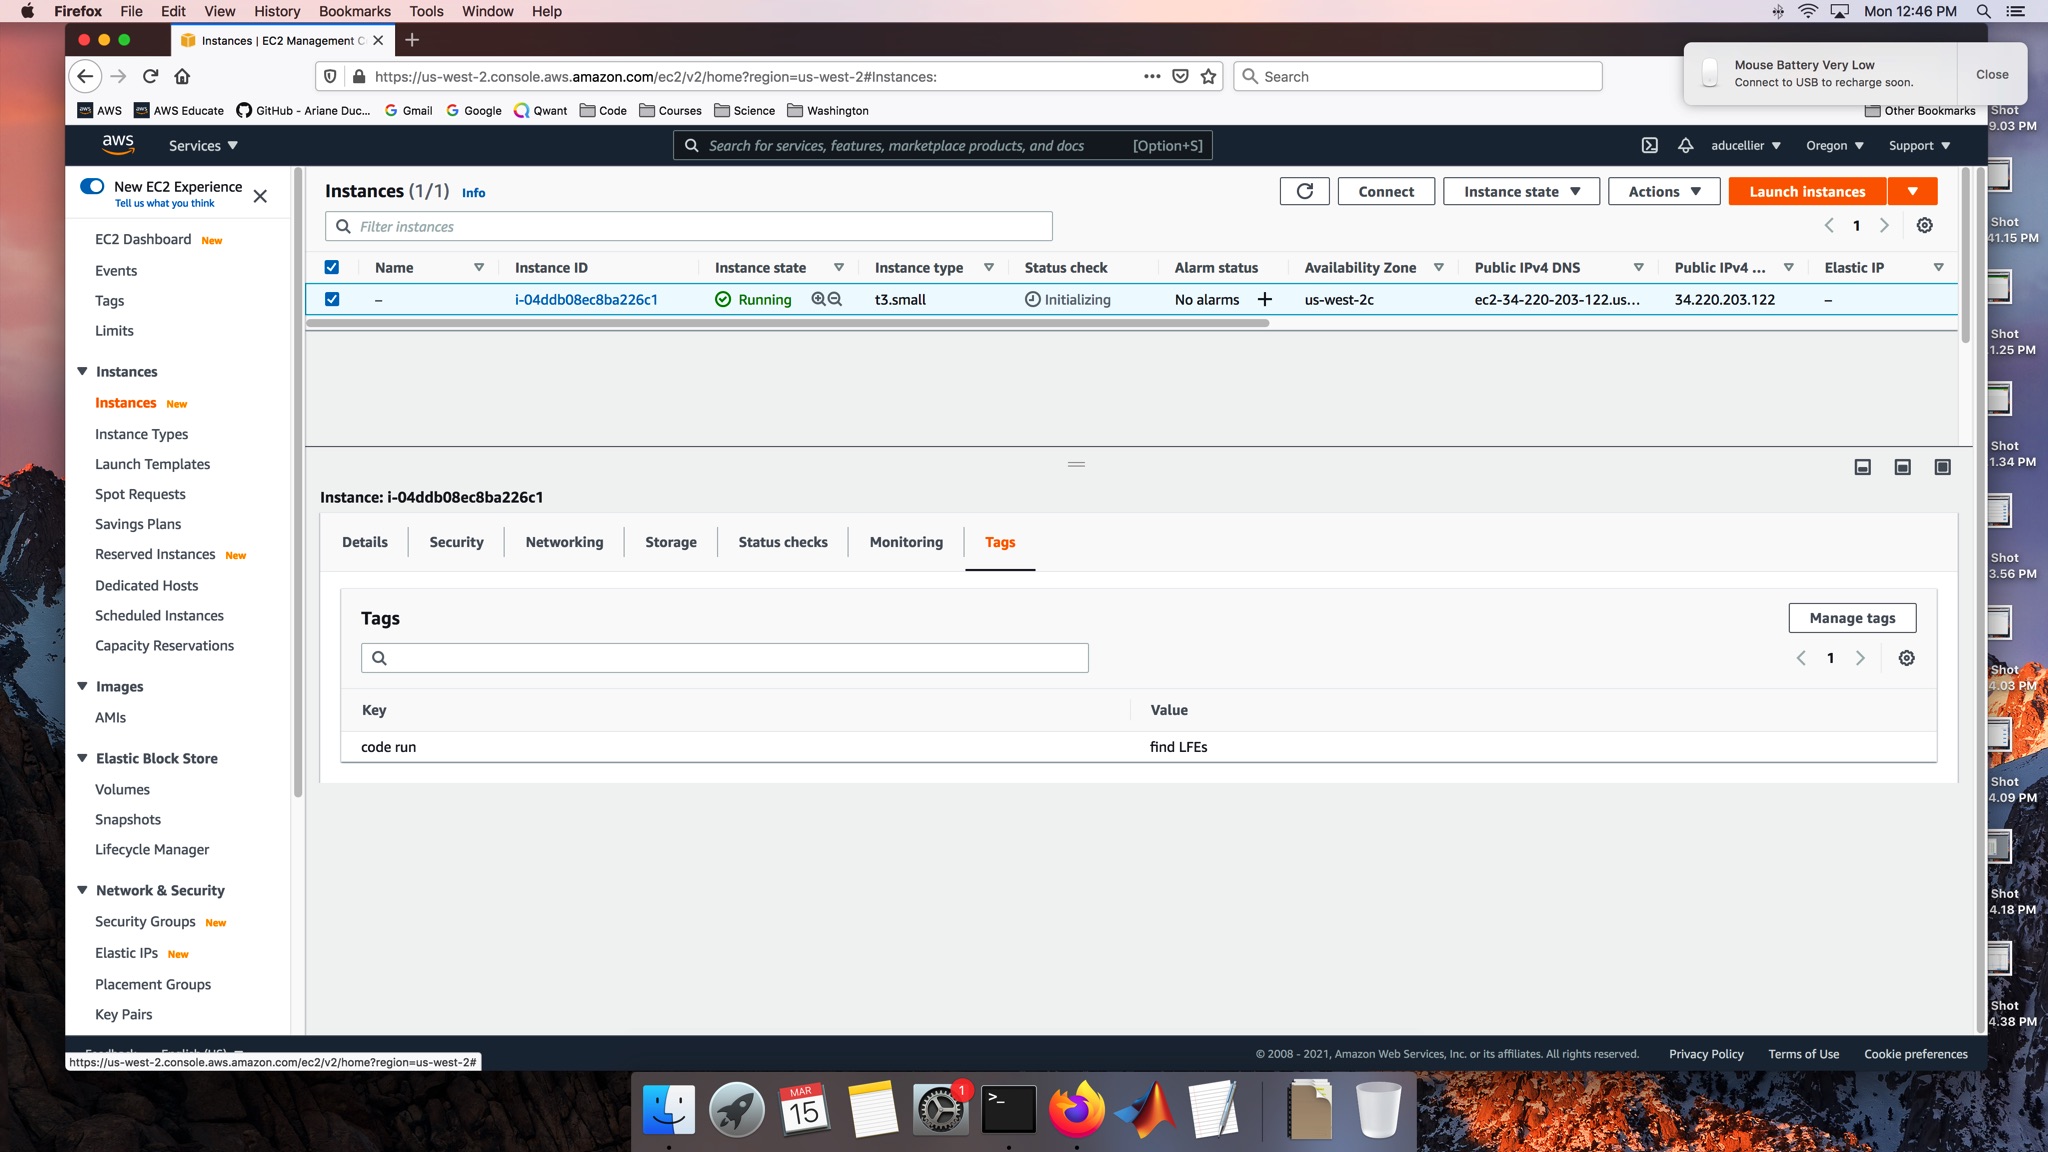 Firefox File Edit View History Bookmarks Tools Window Help Mon 12:46 PM
Instances | EC2 Management C
https://us-west-2.console.aws.amazon.com/ec2/v2/home?region=us-west-2#Instances: Search
Mouse Battery Very Low
Connect to USB to recharge soon.
Close
AWS AWS Educate GitHub - Ariane Duc... Gmail Google Qwant Code Courses Science Washington Other Bookmarks
aws Services Search for services, features, marketplace products, and docs [Option+S] aducellier Oregon Support
New EC2 Experience
Tell us what you think
EC2 Dashboard New
Events
Tags
Limits
Instances
Instances New
Instance Types
Launch Templates
Spot Requests
Savings Plans
Reserved Instances New
Dedicated Hosts
Scheduled Instances
Capacity Reservations
Images
AMIs
Elastic Block Store
Volumes
Snapshots
Lifecycle Manager
Network & Security
Security Groups New
Elastic IPs New
Placement Groups
Key Pairs
Instances (1/1) Info Connect Instance state Actions Launch instances
Filter instances 1
Name Instance ID Instance state Instance type Status check Alarm status Availability Zone Public IPv4 DNS Public IPv4 ... Elastic IP
– i-04ddb08ec8ba226c1 Running t3.small Initializing No alarms + us-west-2c ec2-34-220-203-122.us... 34.220.203.122 –
Instance: i-04ddb08ec8ba226c1
Details Security Networking Storage Status checks Monitoring Tags
Tags Manage tags
1
Key Value
code run find LFEs
© 2008 - 2021, Amazon Web Services, Inc. or its affiliates. All rights reserved. Privacy Policy Terms of Use Cookie preferences
https://us-west-2.console.aws.amazon.com/ec2/v2/home?region=us-west-2#
Shot
9.03 PM
Shot
41.15 PM
Shot
1.25 PM
Shot
1.34 PM
Shot
3.56 PM
Shot
4.03 PM
Shot
4.09 PM
Shot
4.18 PM
Shot
4.38 PM
MAR
15
1
>_